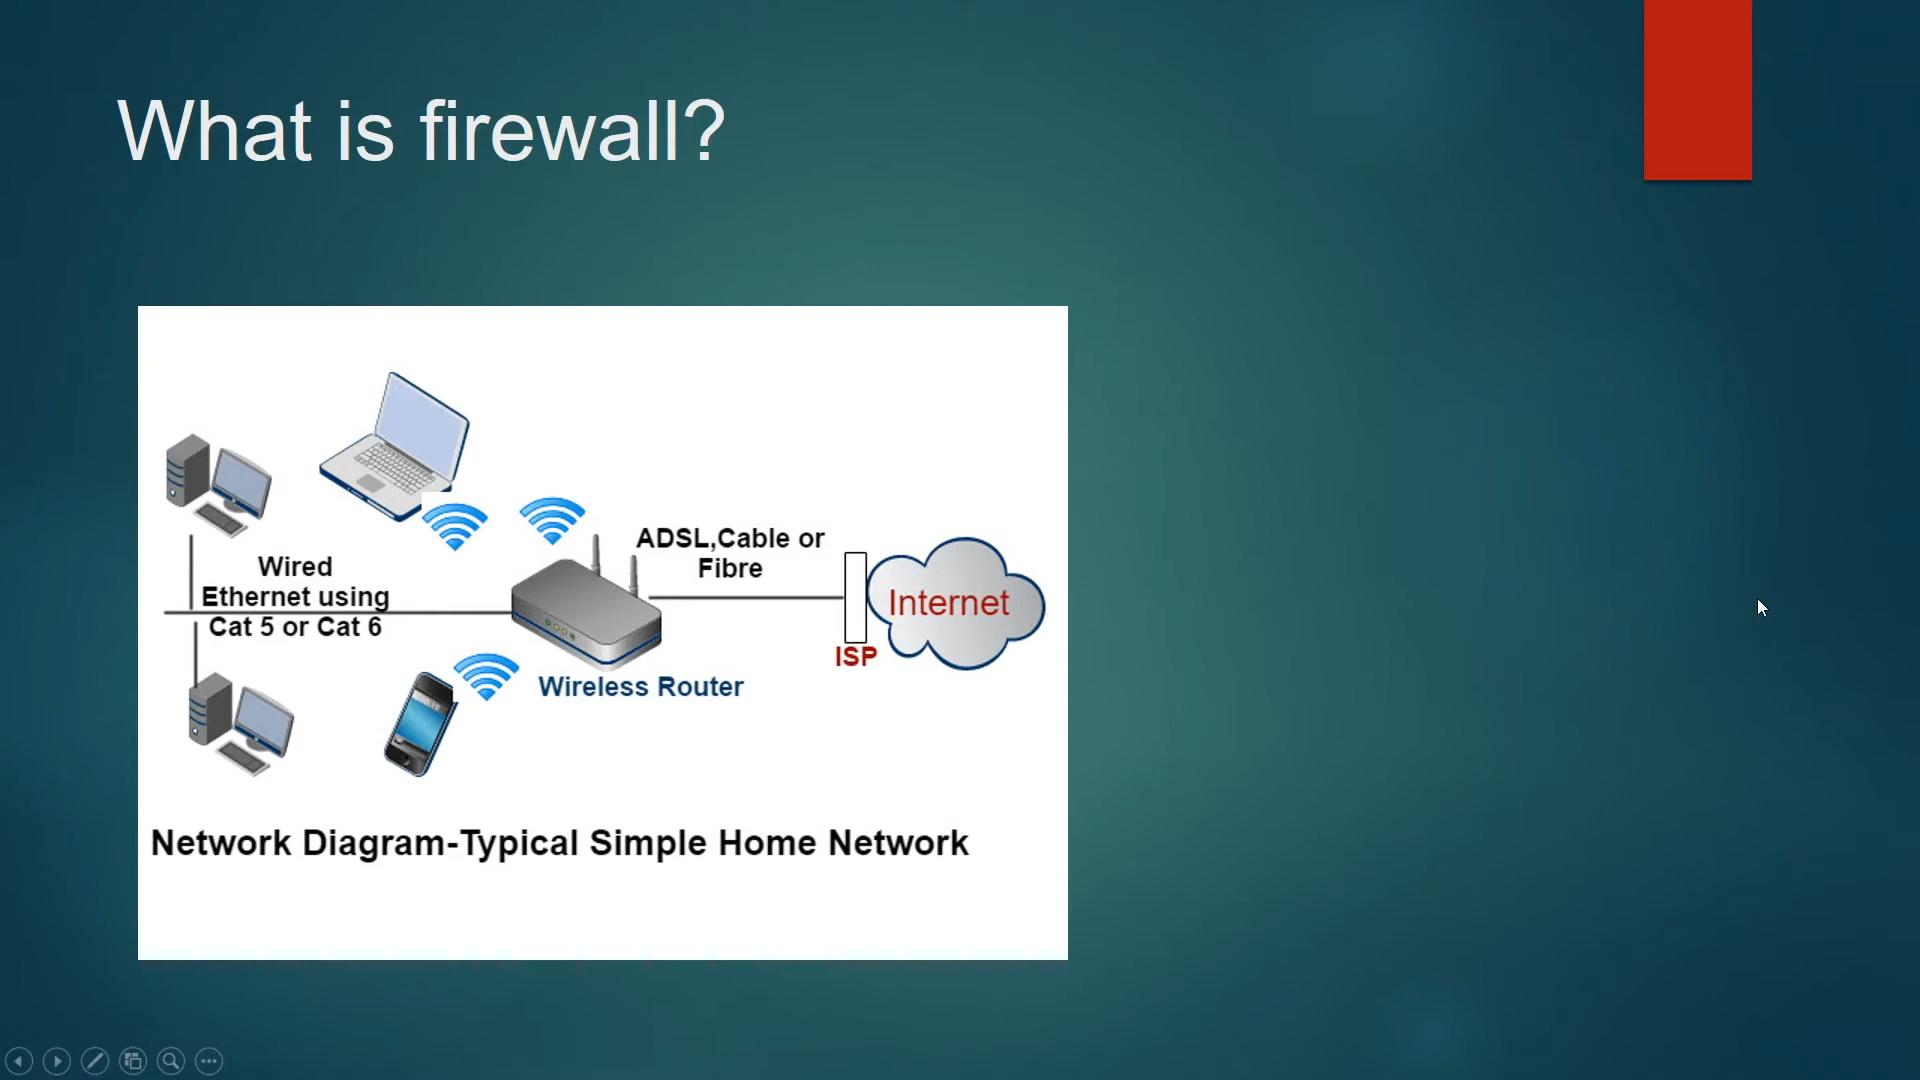 What is firewall?
ADSL,Cable or
Fibre
Wired
Ethernet using
Cat 5 or Cat 6
Internet
ISP
Wireless Router
Network Diagram-Typical Simple Home Network